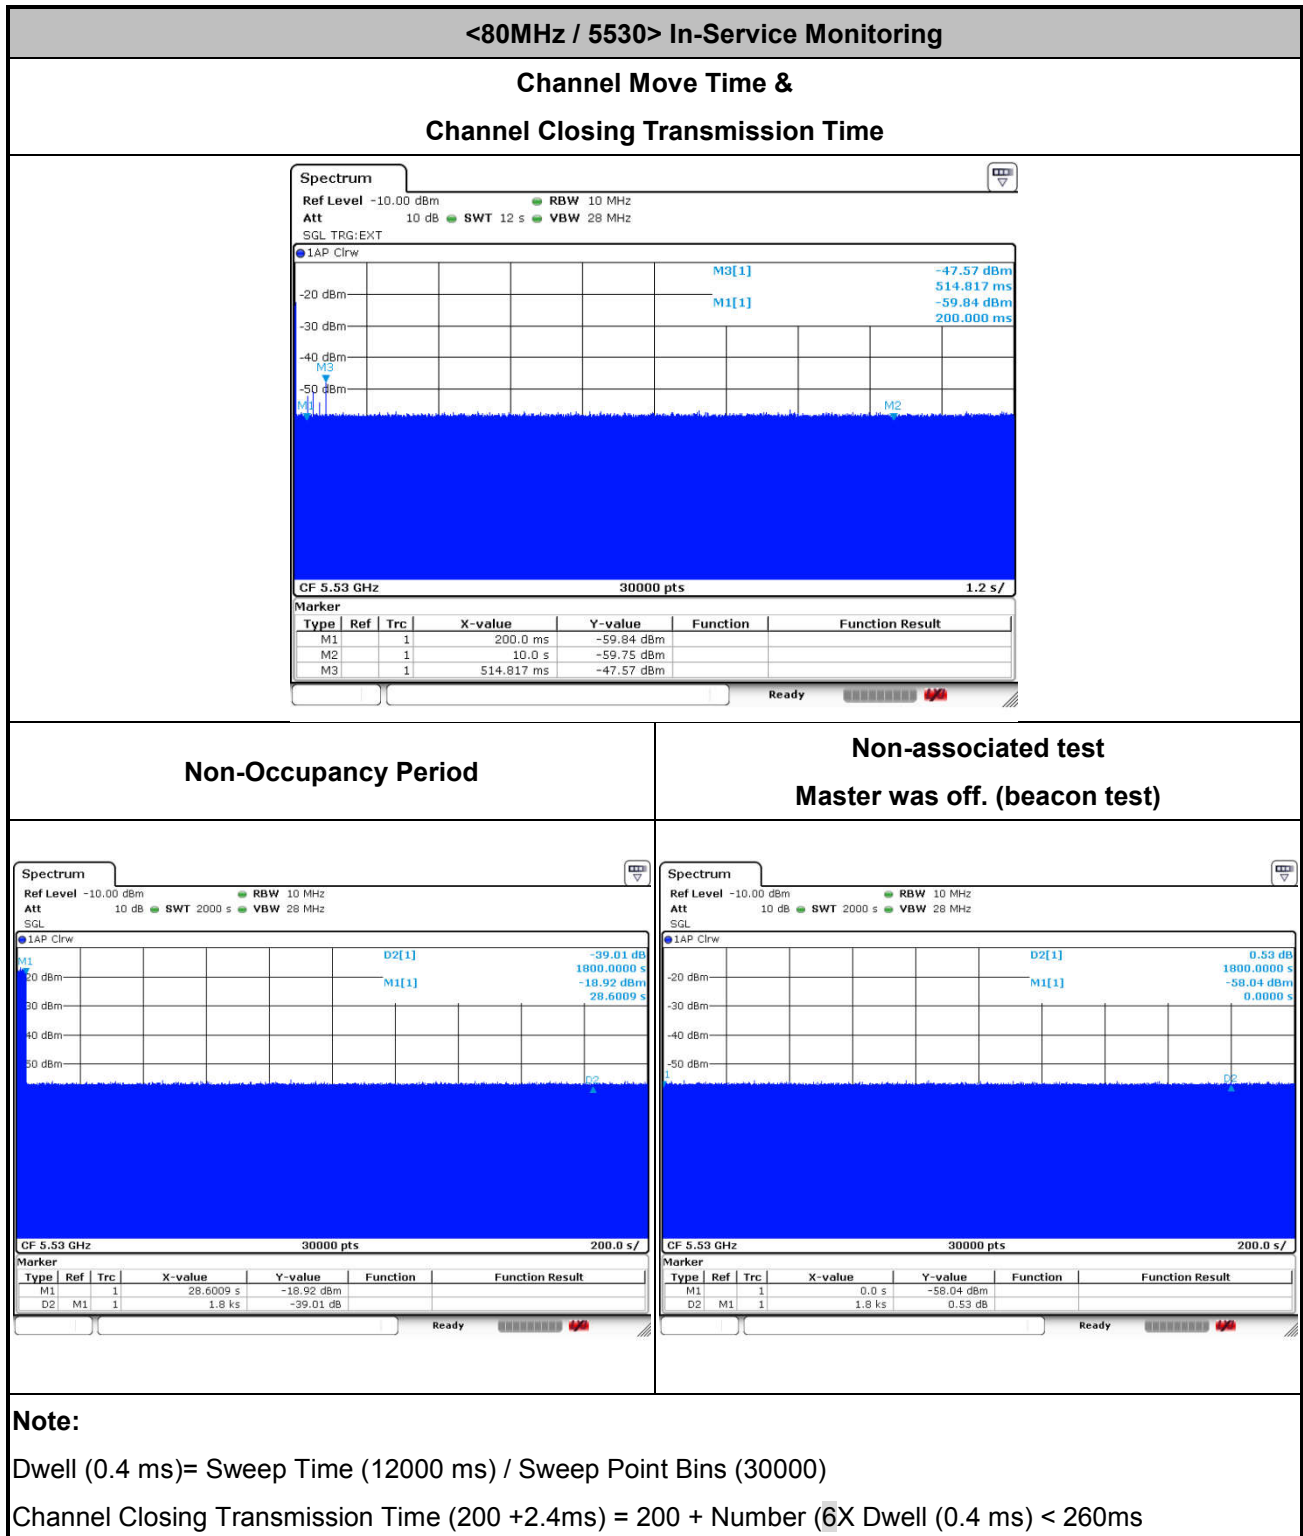 <80MHz / 5530> In-Service Monitoring
Channel Move Time &
Channel Closing Transmission Time
Spectrum
Ref Level -10.00 dBm RBW 10 MHz
Att 10 dB SWT 12 s VBW 28 MHz
SGL TRG:EXT
1AP Clrw
M3[1] -47.57 dBm
514.817 ms
-20 dBm
M1[1] -59.84 dBm
200.000 ms
-30 dBm
-40 dBm
M3
-50 dBm
M1 M2
CF 5.53 GHz 30000 pts 1.2 s/
Marker
Type Ref Trc X-value Y-value Function Function Result
M1 1 200.0 ms -59.84 dBm
M2 1 10.0 s -59.75 dBm
M3 1 514.817 ms -47.57 dBm
Ready
Non-Occupancy Period
Spectrum
Ref Level -10.00 dBm RBW 10 MHz
Att 10 dB SWT 2000 s VBW 28 MHz
SGL
1AP Clrw
D2[1] -39.01 dB
M1 1800.0000 s
20 dBm M1[1] -18.92 dBm
28.6009 s
30 dBm
40 dBm
50 dBm
D2
CF 5.53 GHz 30000 pts 200.0 s/
Marker
Type Ref Trc X-value Y-value Function Function Result
M1 1 28.6009 s -18.92 dBm
D2 M1 1 1.8 ks -39.01 dB
Ready
Non-associated test
Master was off. (beacon test)
Spectrum
Ref Level -10.00 dBm RBW 10 MHz
Att 10 dB SWT 2000 s VBW 28 MHz
SGL
1AP Clrw
D2[1] 0.53 dB
1800.0000 s
-20 dBm M1[1] -58.04 dBm
0.0000 s
-30 dBm
-40 dBm
-50 dBm
1 D2
CF 5.53 GHz 30000 pts 200.0 s/
Marker
Type Ref Trc X-value Y-value Function Function Result
M1 1 0.0 s -58.04 dBm
D2 M1 1 1.8 ks 0.53 dB
Ready
Note:
Dwell (0.4 ms)= Sweep Time (12000 ms) / Sweep Point Bins (30000)
Channel Closing Transmission Time (200 +2.4ms) = 200 + Number (6X Dwell (0.4 ms) < 260ms